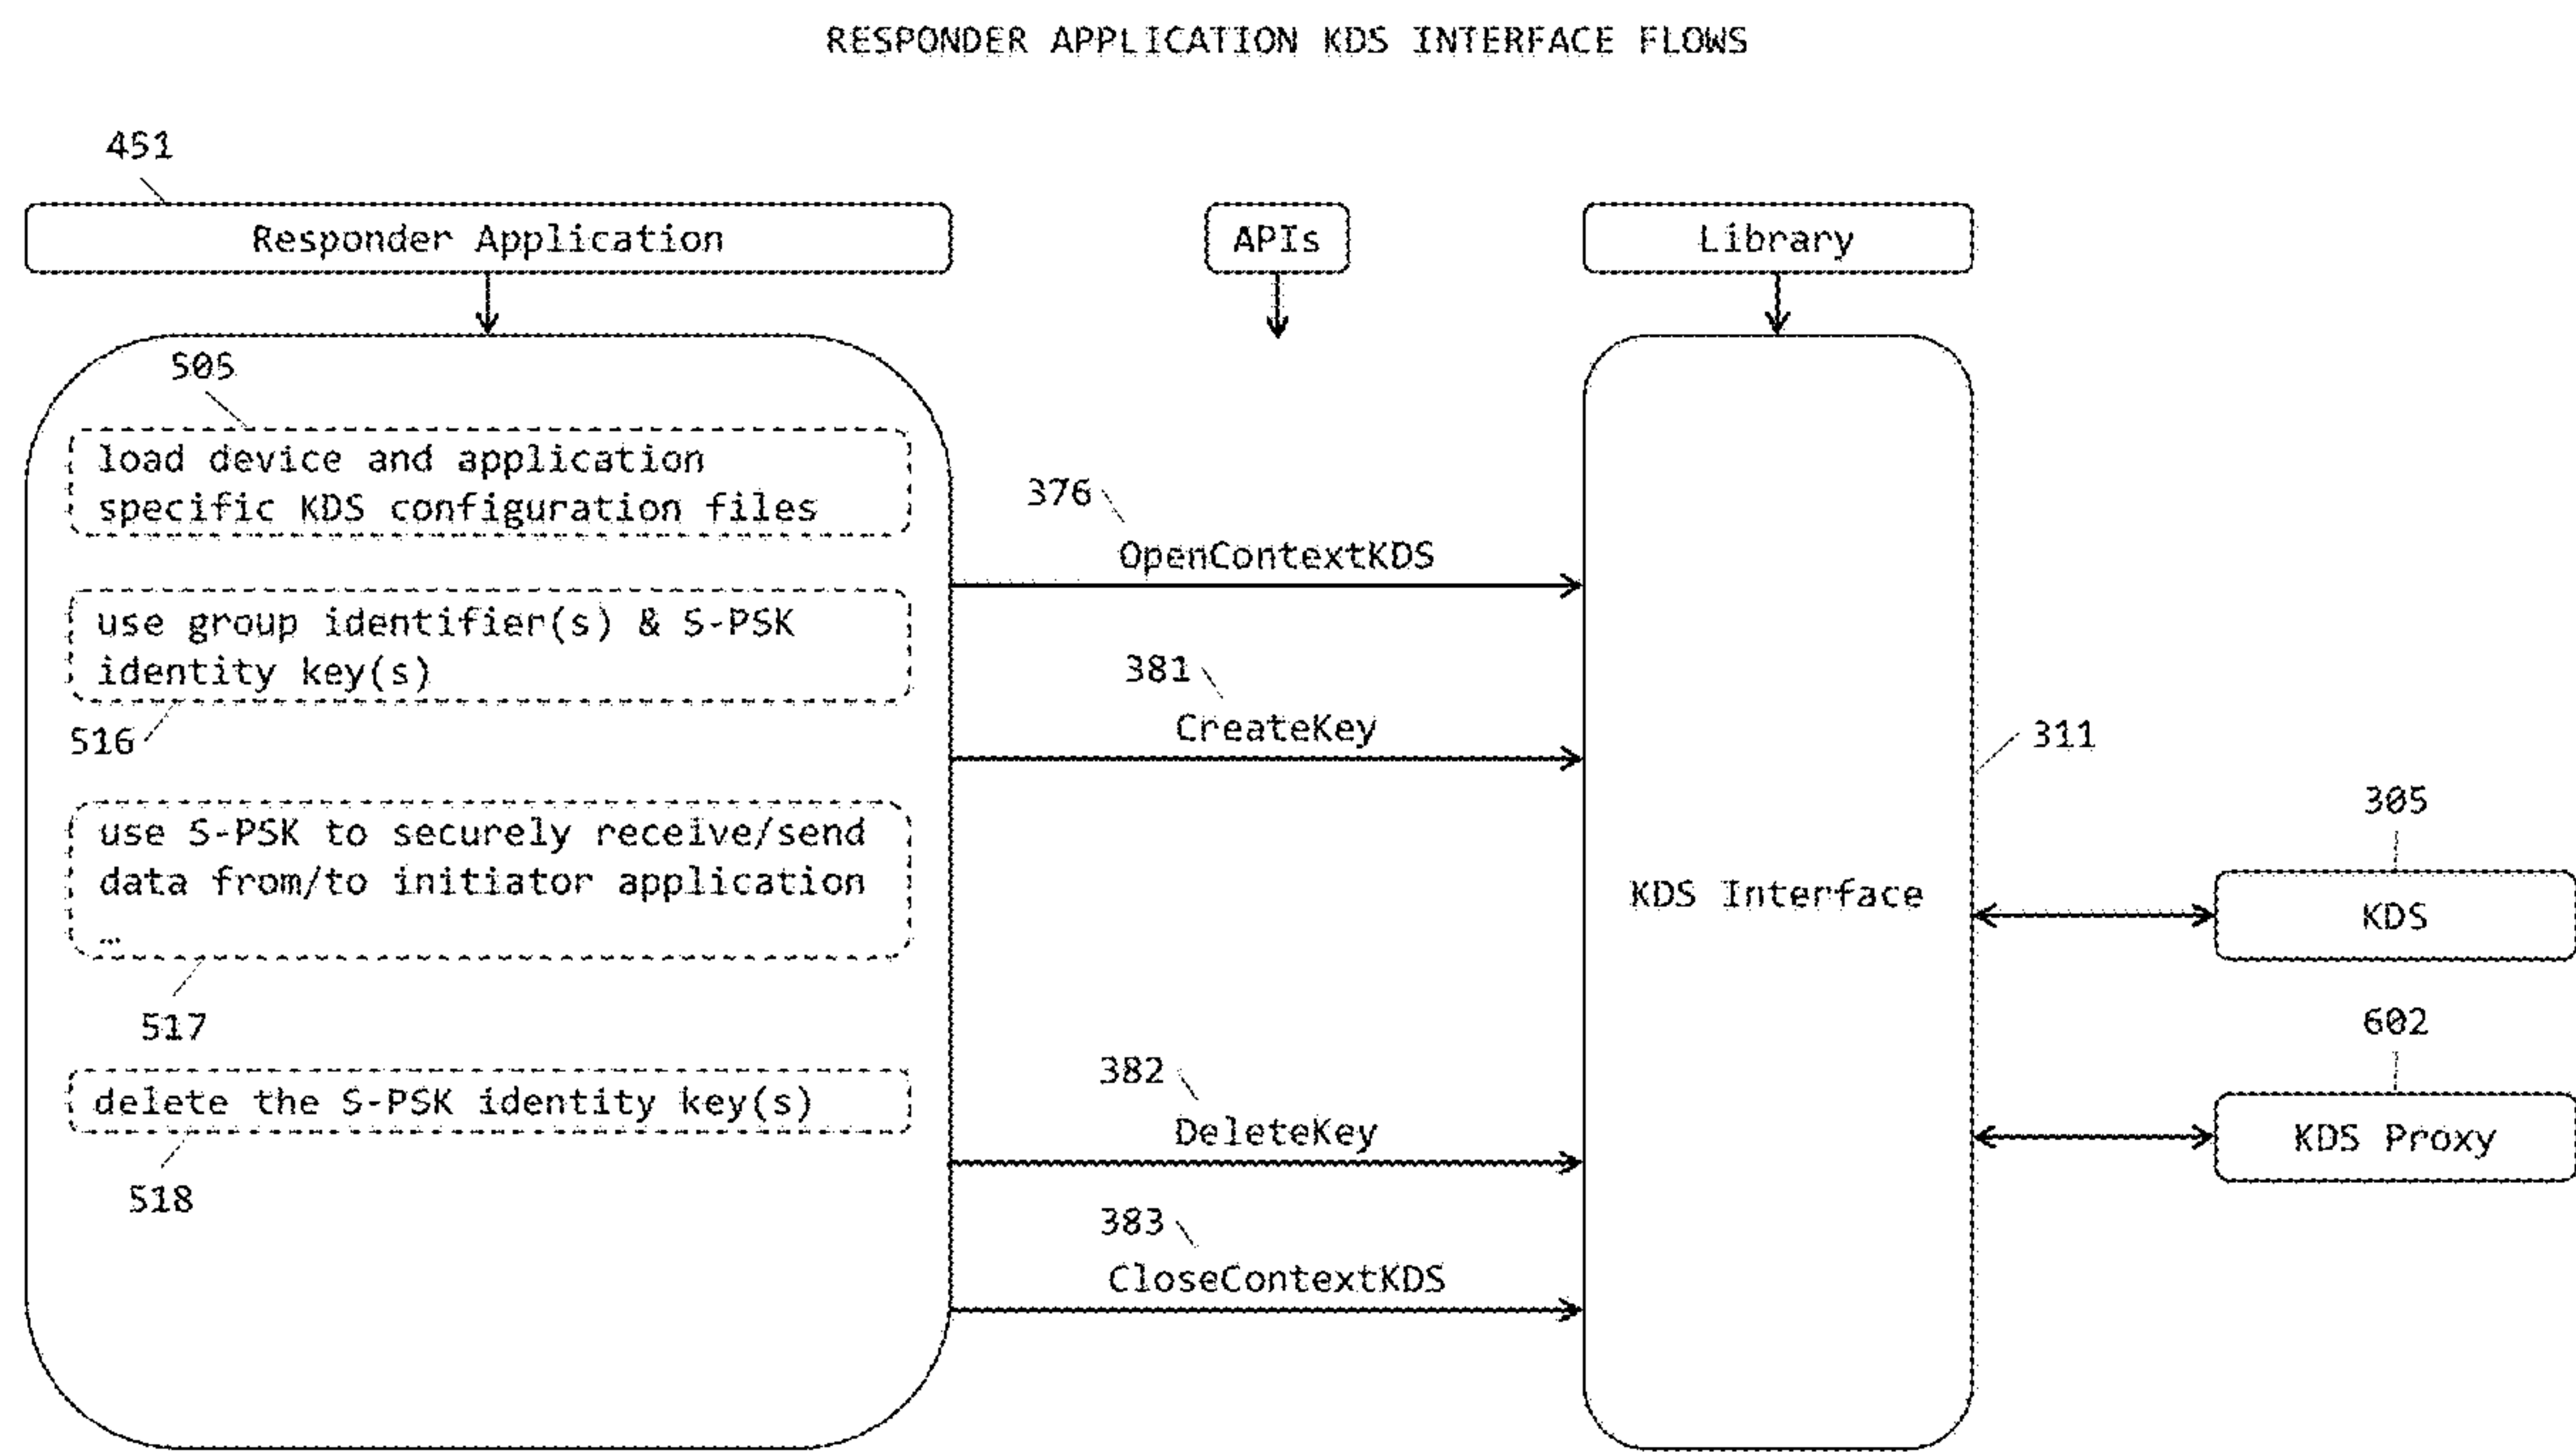 RESPONDER APPLICATION KDS INTERFACE FLOWS
451
Responder Application
APIs
Library
505
load device and application
specific KDS configuration files
use group identifier(s) & S-PSK
identity key(s)
516
use S-PSK to securely receive/send
data from/to initiator application
…
517
delete the S-PSK identity key(s)
518
376
OpenContextKDS
381
CreateKey
382
DeleteKey
383
CloseContextKDS
KDS Interface
311
305
KDS
602
KDS Proxy